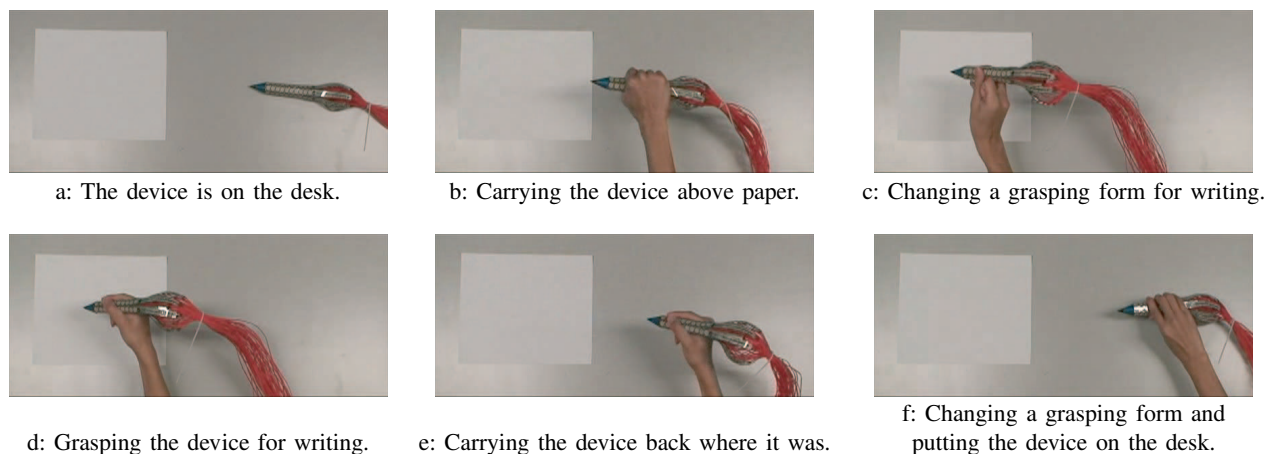 a: The device is on the desk.
b: Carrying the device above paper.
c: Changing a grasping form for writing.
d: Grasping the device for writing.
e: Carrying the device back where it was.
f: Changing a grasping form and
putting the device on the desk.